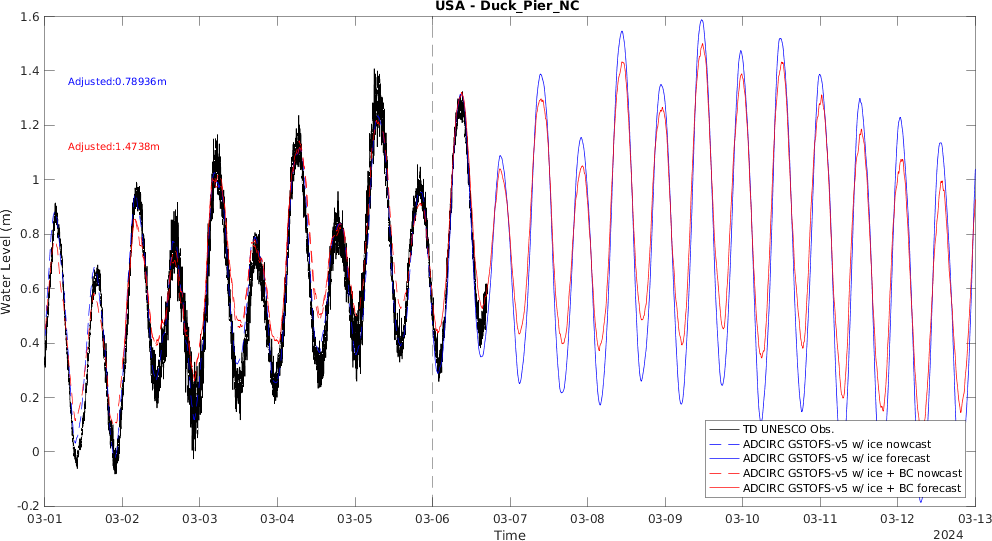 USA - Duck_Pier_NC
1.6
1.4
1.2
1
0.8
0.6
0.4
0.2
0
-0.2
Water Level (m)
Adjusted:0.78936m
Adjusted:1.4738m
TD UNESCO Obs.
ADCIRC GSTOFS-v5 w/ ice nowcast
ADCIRC GSTOFS-v5 w/ ice forecast
ADCIRC GSTOFS-v5 w/ ice + BC nowcast
ADCIRC GSTOFS-v5 w/ ice + BC forecast
03-01 03-02 03-03 03-04 03-05 03-06 03-07 03-08 03-09 03-10 03-11 03-12 03-13
Time
2024